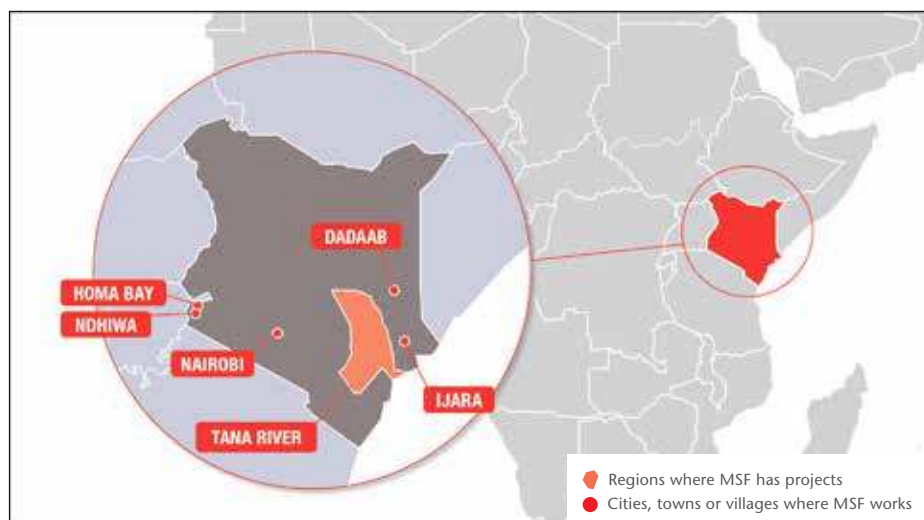 DADAAB
HOMA BAY
NDHIWA
NAIROBI
IJARA
TANA RIVER
Regions where MSF has projects
Cities, towns or villages where MSF works